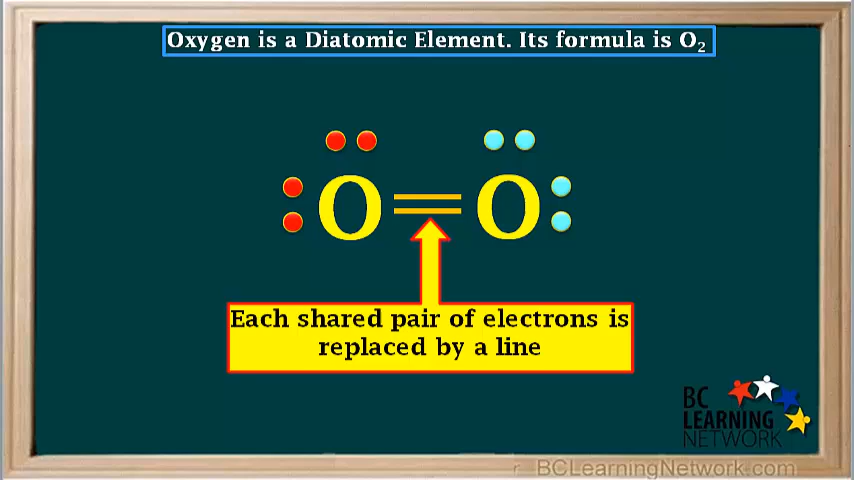 Oxygen is a Diatomic Element. Its formula is O₂
O = O
Each shared pair of electrons is
replaced by a line
BC
LEARNING
NETWORK
r BCLearningNetwork.com